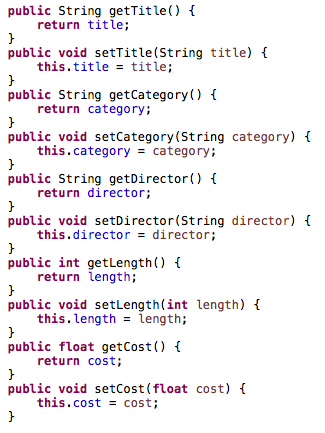 public String getTitle() {
    return title;
}
public void setTitle(String title) {
    this.title = title;
}
public String getCategory() {
    return category;
}
public void setCategory(String category) {
    this.category = category;
}
public String getDirector() {
    return director;
}
public void setDirector(String director) {
    this.director = director;
}
public int getLength() {
    return length;
}
public void setLength(int length) {
    this.length = length;
}
public float getCost() {
    return cost;
}
public void setCost(float cost) {
    this.cost = cost;
}